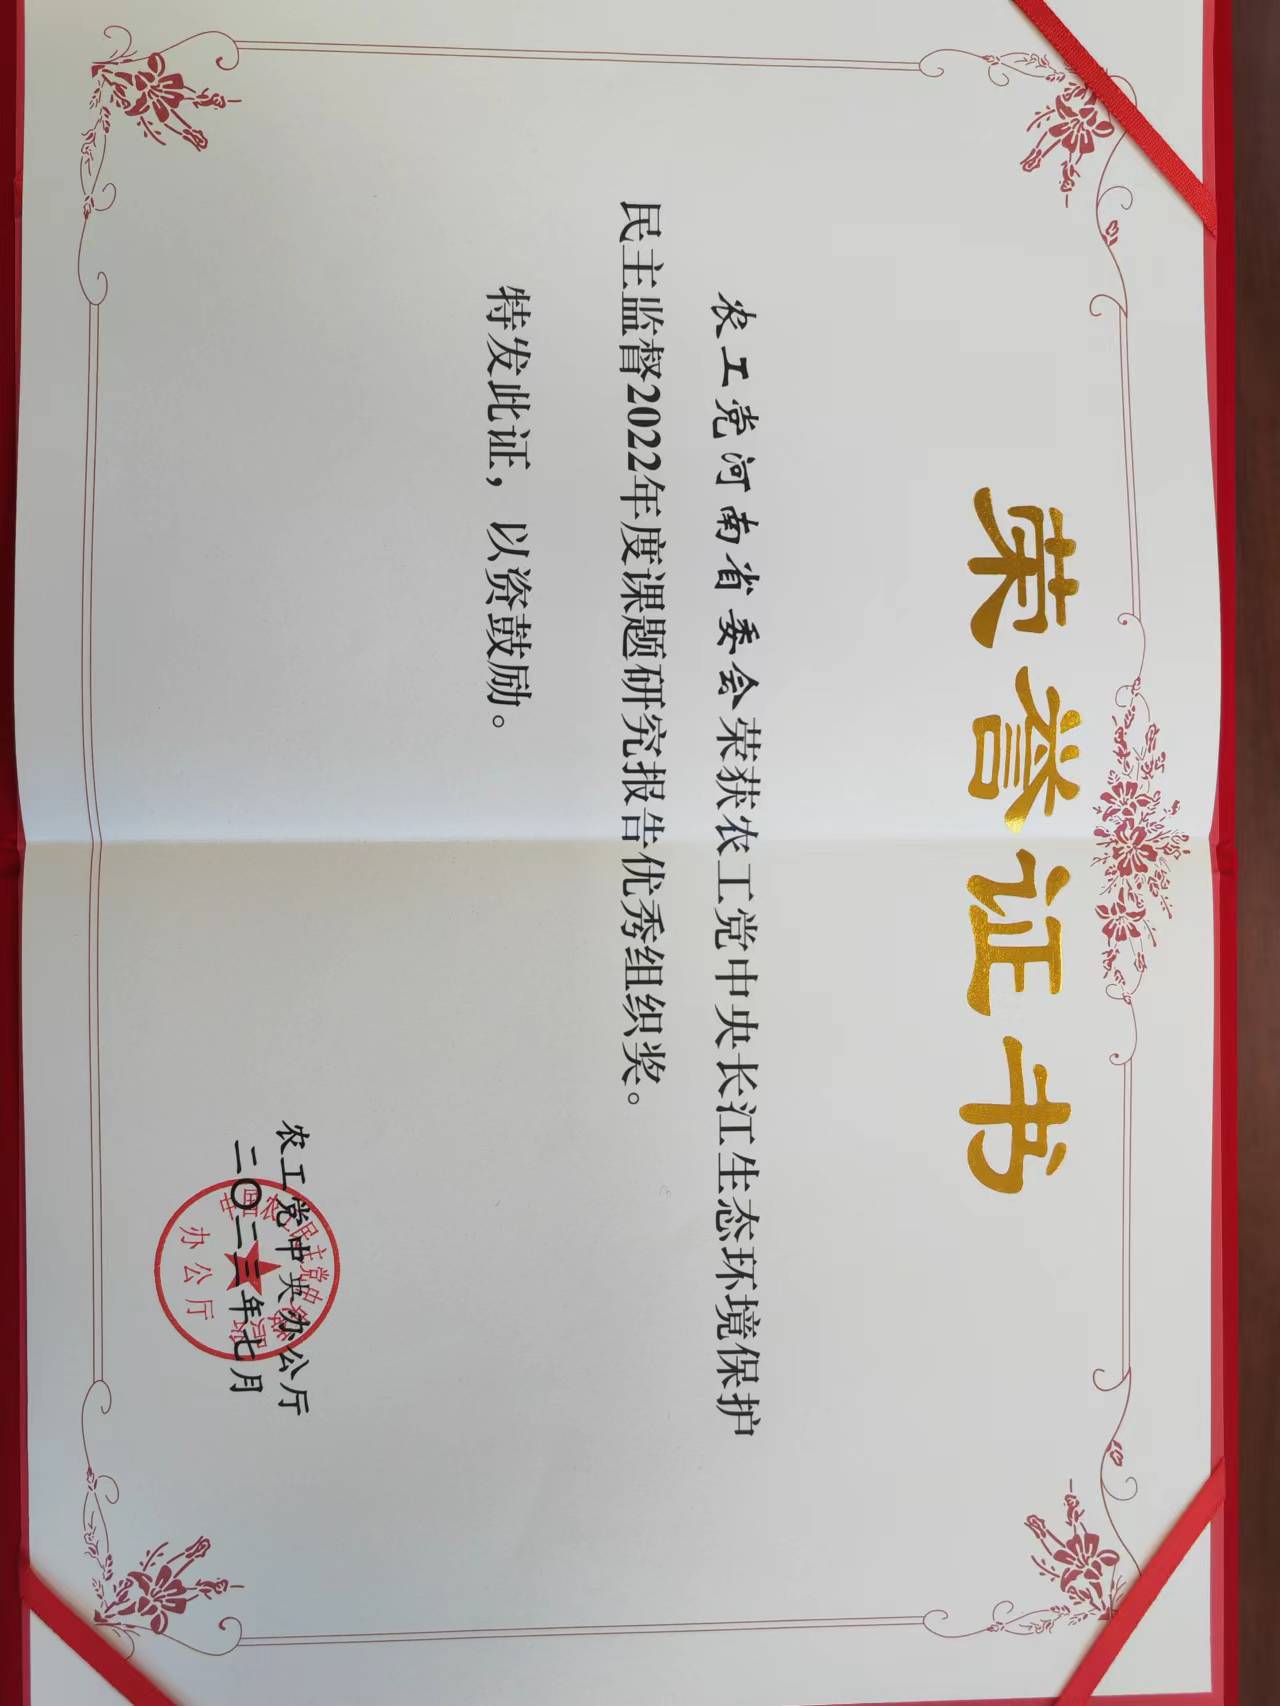 荣誉证书
农工党河南省委会荣获农工党中央长江生态环境保护
民主监督2022年度课题研究报告优秀组织奖。
特发此证，以资鼓励。
农工党中央办公厅
二〇二三年七月
办公厅